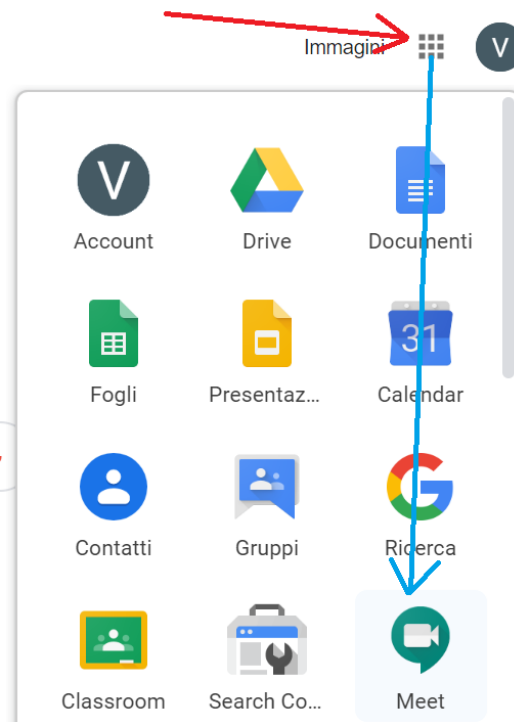 Immagini
V
V
Account
Drive
Documenti
31
Fogli
Presentaz...
Calendar
Contatti
Gruppi
Ricerca
Classroom
Search Co...
Meet